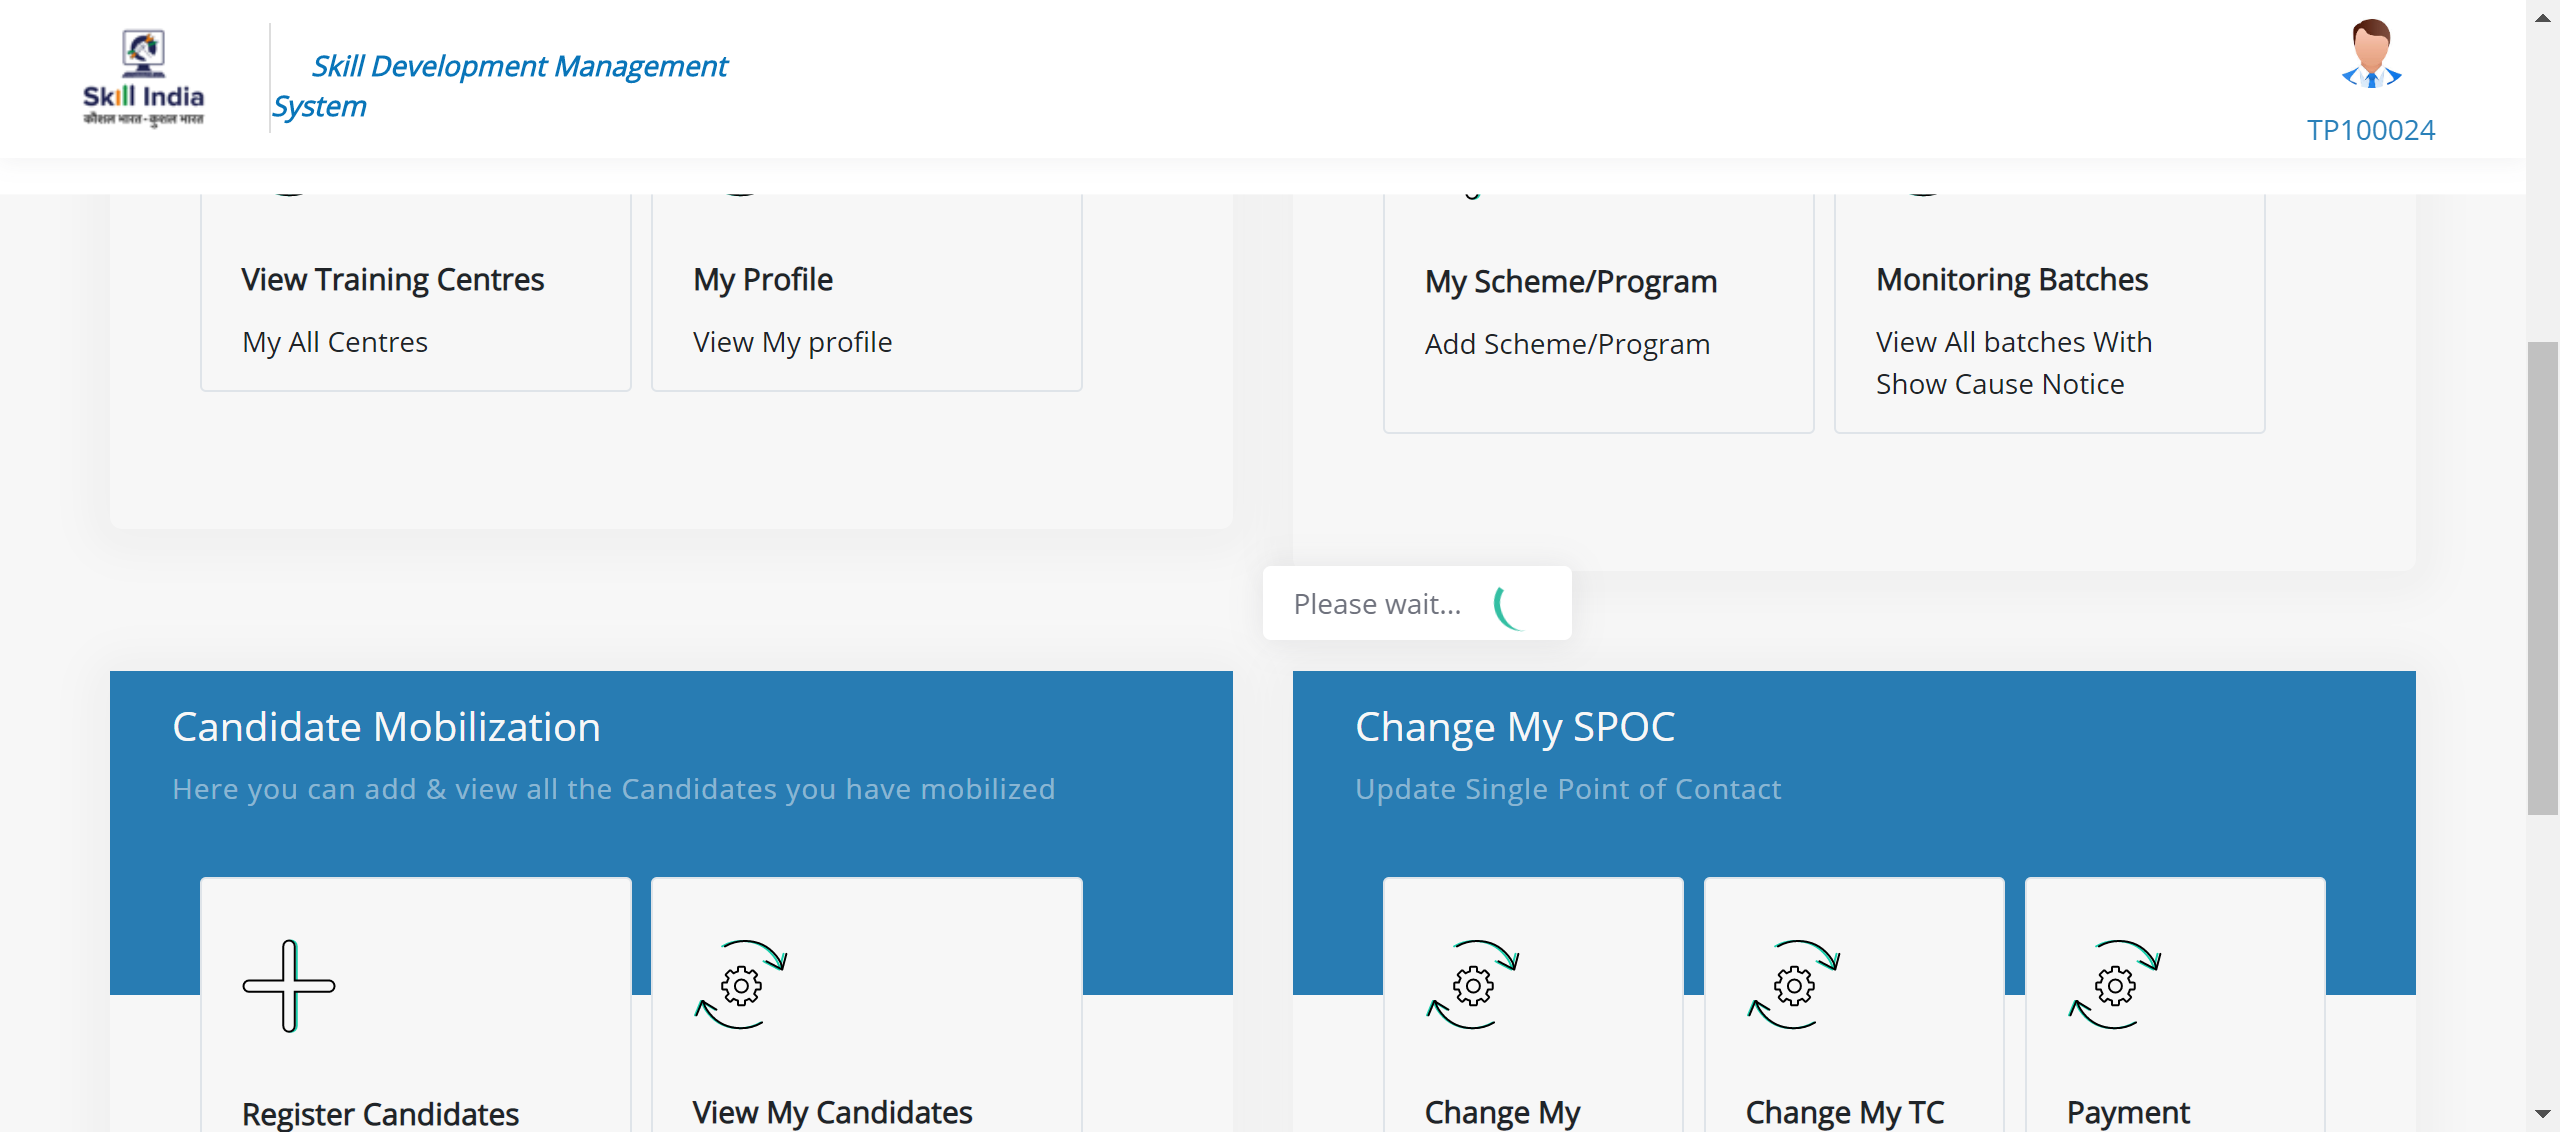 Skill India
कौशल भारत-कुशल भारत
Skill Development Management
System
TP100024
View Training Centres
My All Centres
My Profile
View My profile
My Scheme/Program
Add Scheme/Program
Monitoring Batches
View All batches With
Show Cause Notice
Please wait...
Candidate Mobilization
Here you can add & view all the Candidates you have mobilized
Register Candidates
View My Candidates
Change My SPOC
Update Single Point of Contact
Change My
Change My TC
Payment